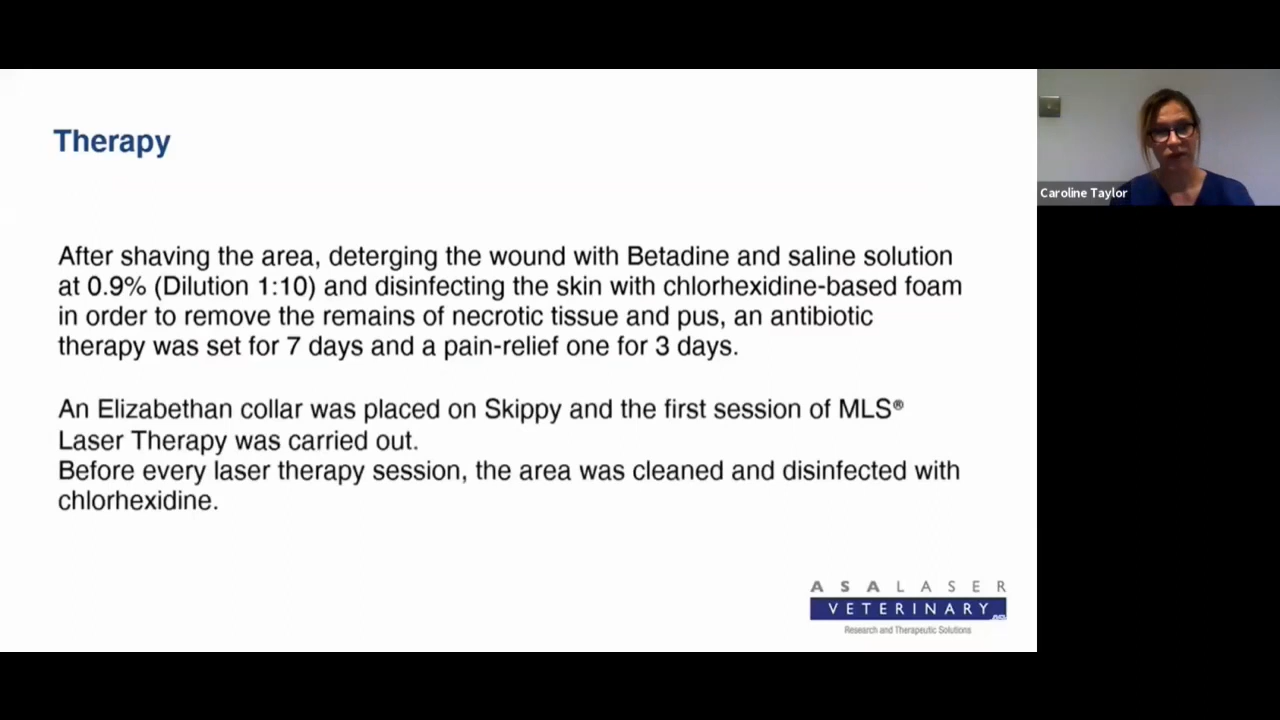 Therapy
After shaving the area, deterging the wound with Betadine and saline solution
at 0.9% (Dilution 1:10) and disinfecting the skin with chlorhexidine-based foam
in order to remove the remains of necrotic tissue and pus, an antibiotic
therapy was set for 7 days and a pain-relief one for 3 days.
An Elizabethan collar was placed on Skippy and the first session of MLS®
Laser Therapy was carried out.
Before every laser therapy session, the area was cleaned and disinfected with
chlorhexidine.
ASALASER
VETERINARY
Research and Therapeutic Solutions
Caroline Taylor